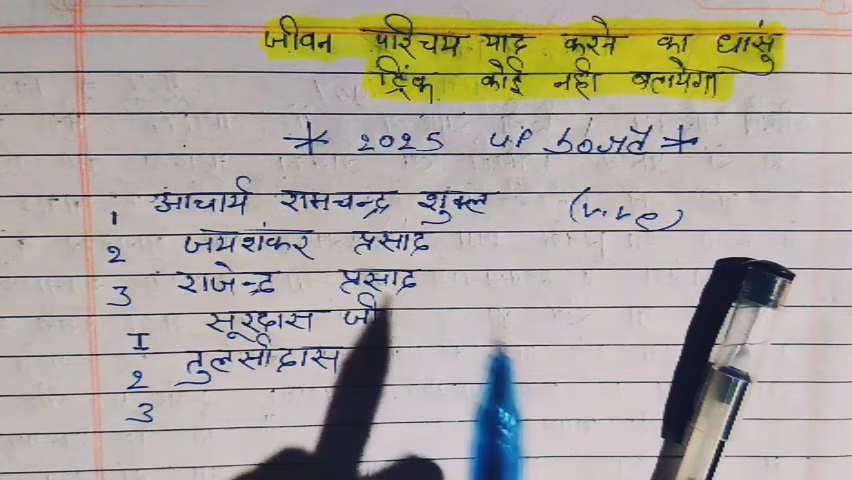 जीवन परिचय याद करने का धांसू
ट्रिंक कोई नही बतायेगा
* 2025 UP board *
1 आचार्य रामचन्द्र शुक्ल
2 जयशंकर प्रसाद
3 राजेन्द्र प्रसाद
I सूरदास जी
2 तुलसीदास
3